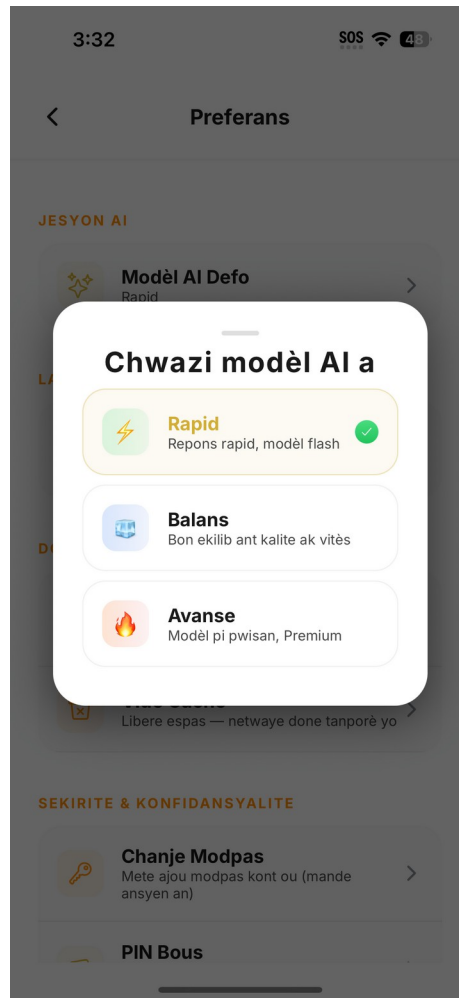 3:32
SOS
48
Preferans
JESYON AI
Modèl AI Defo
Rapid
Chwazi modèl AI a
Rapid
Repons rapid, modèl flash
Balans
Bon ekilib ant kalite ak vitès
Avanse
Modèl pi pwisan, Premium
Libere espas — netwaye done tanporè yo
SEKIRITE & KONFIDANSYALITE
Chanje Modpas
Mete ajou modpas kont ou (mande
ansyen an)
PIN Bous